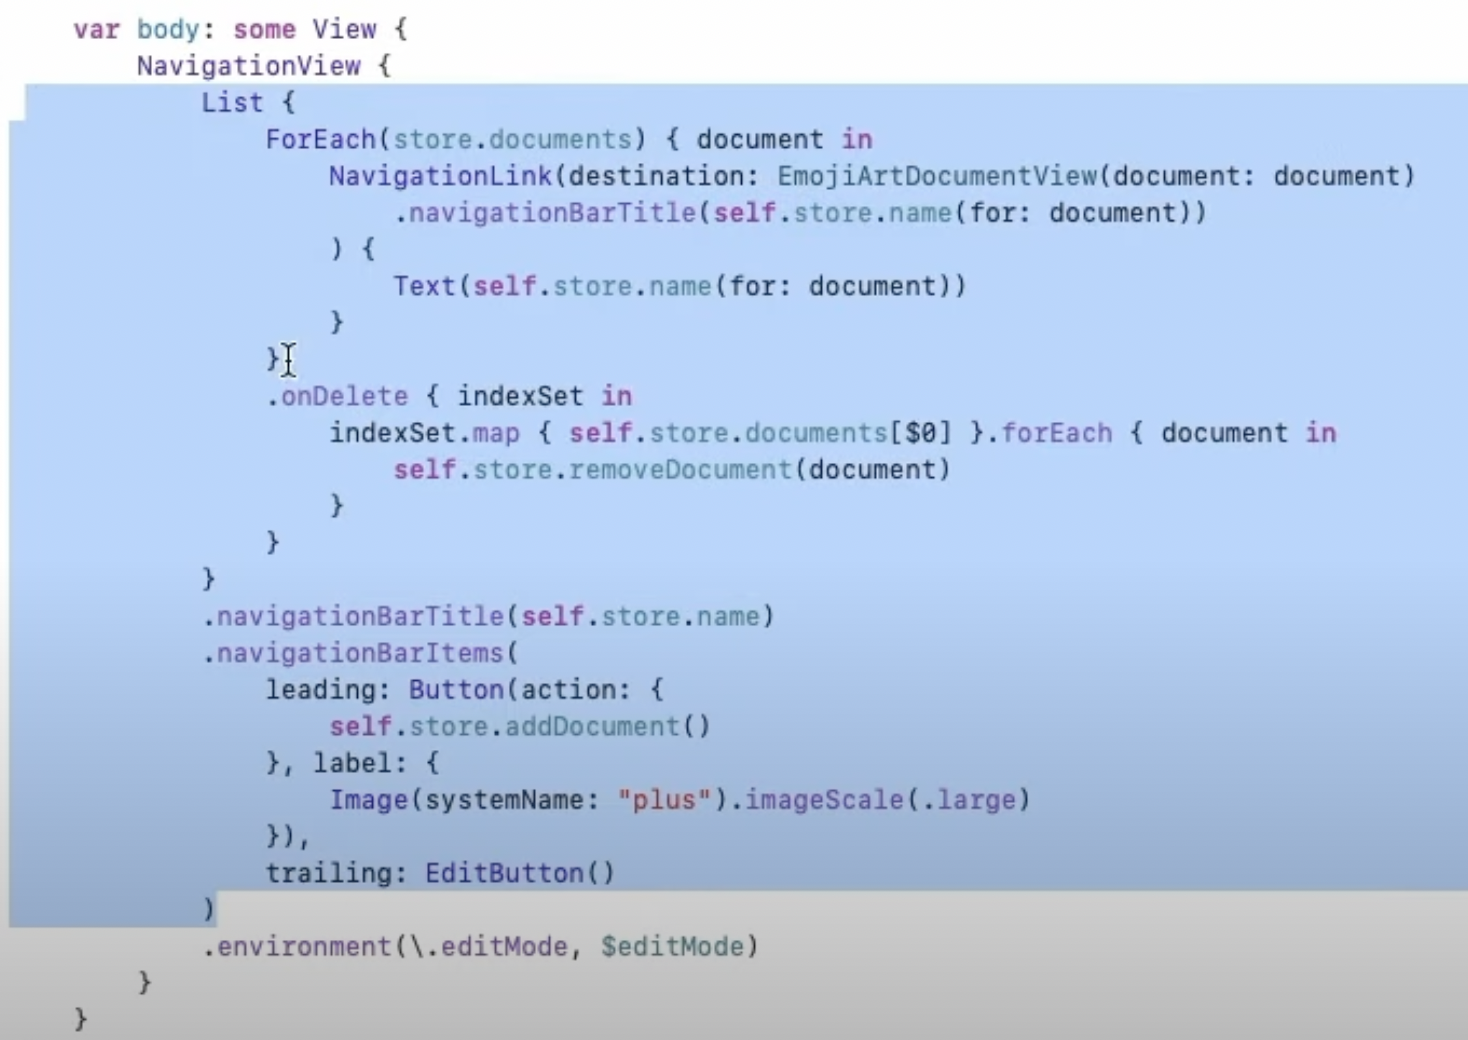 var body: some View {
NavigationView {
List {
ForEach(store.documents) { document in
NavigationLink(destination: EmojiArtDocumentView(document: document)
.navigationBarTitle(self.store.name(for: document))
) {
Text(self.store.name(for: document))
}
}
.onDelete { indexSet in
indexSet.map { self.store.documents[$0] }.forEach { document in
self.store.removeDocument(document)
}
}
}
.navigationBarTitle(self.store.name)
.navigationBarItems(
leading: Button(action: {
self.store.addDocument()
}, label: {
Image(systemName: "plus").imageScale(.large)
}),
trailing: EditButton()
)
.environment(\.editMode, $editMode)
}
}